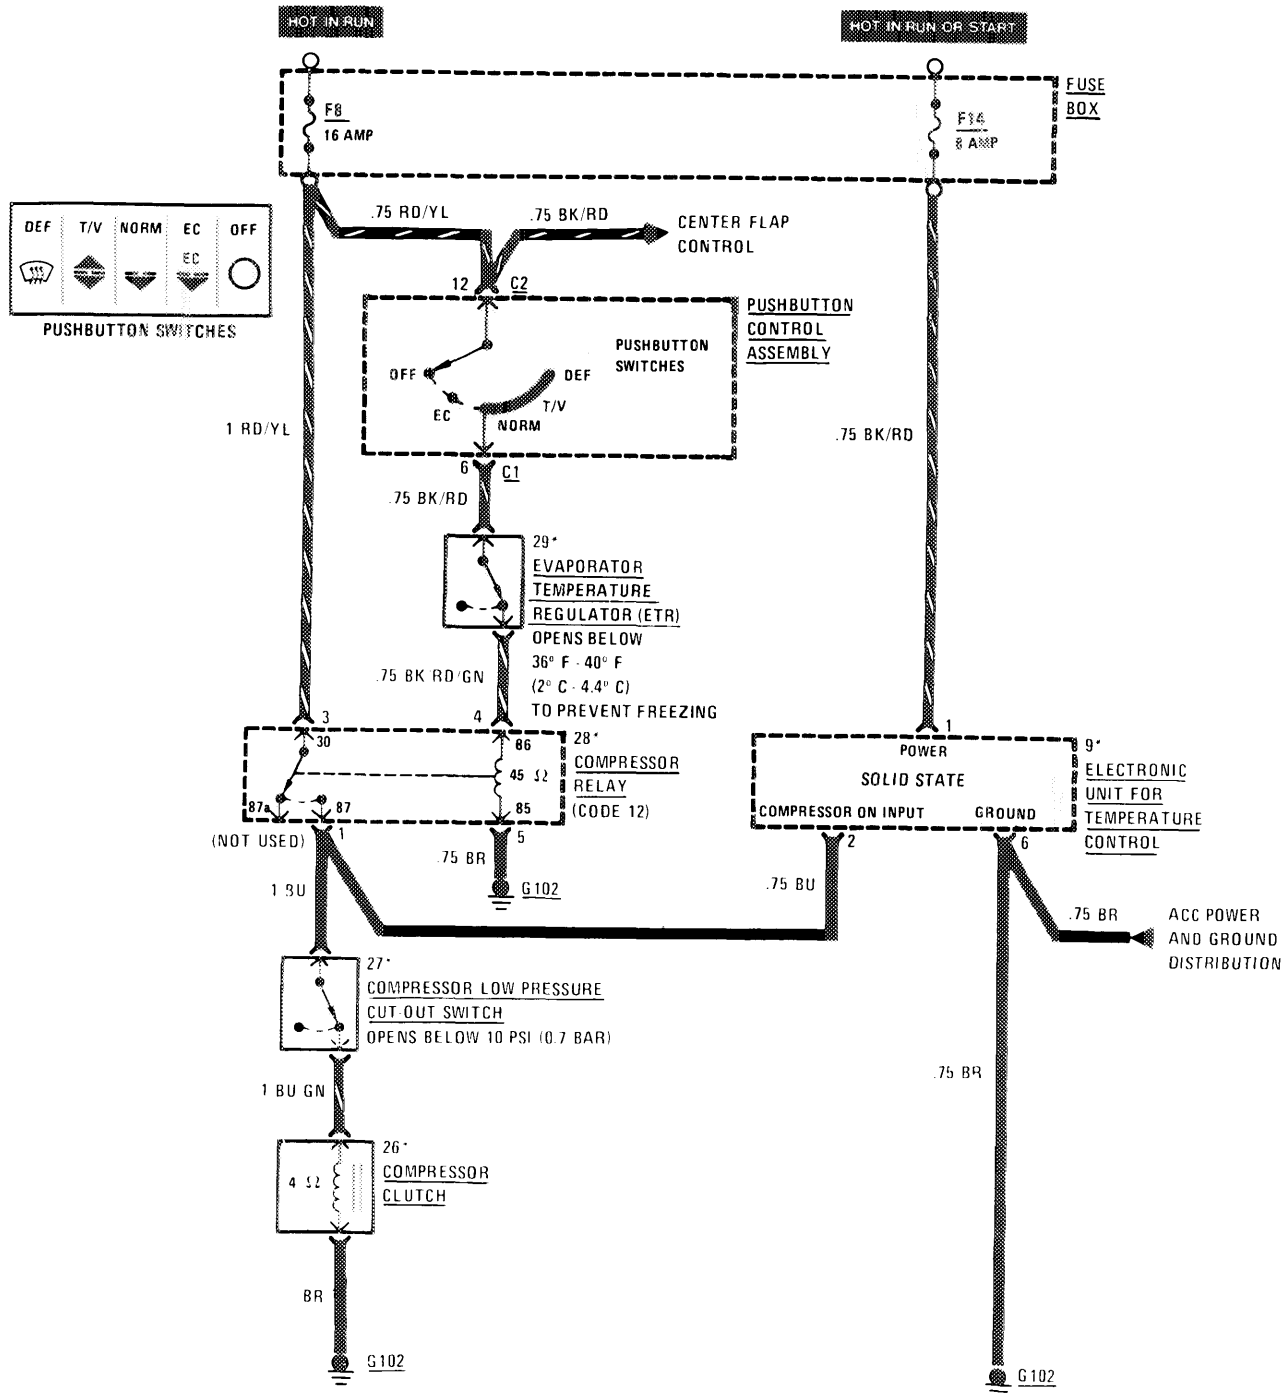 HOT IN RUN
HOT IN RUN OR START
FUSE
BOX
F8
16 AMP
F14
8 AMP
DEF T/V NORM EC OFF
EC
PUSHBUTTON SWITCHES
.75 RD/YL
.75 BK/RD
CENTER FLAP
CONTROL
12 C2
PUSHBUTTON
CONTROL
ASSEMBLY
PUSHBUTTON
SWITCHES
OFF
DEF
EC
T/V
NORM
1 RD/YL
.75 BK/RD
6 C1
.75 BK/RD
29*
EVAPORATOR
TEMPERATURE
REGULATOR (ETR)
OPENS BELOW
36° F - 40° F
(2° C - 4.4° C)
TO PREVENT FREEZING
.75 BK RD/GN
3
4
1
30
86
45 Ω
87a
87
85
28*
COMPRESSOR
RELAY
(CODE 12)
POWER
SOLID STATE
COMPRESSOR ON INPUT
GROUND
9*
ELECTRONIC
UNIT FOR
TEMPERATURE
CONTROL
(NOT USED)
1
5
2
6
.75 BR
G102
1 BU
.75 BU
.75 BR
ACC POWER
AND GROUND
DISTRIBUTION
27*
COMPRESSOR LOW PRESSURE
CUT-OUT SWITCH
OPENS BELOW 10 PSI (0.7 BAR)
1 BU GN
.75 BR
26*
COMPRESSOR
CLUTCH
4 Ω
BR
G102
G102